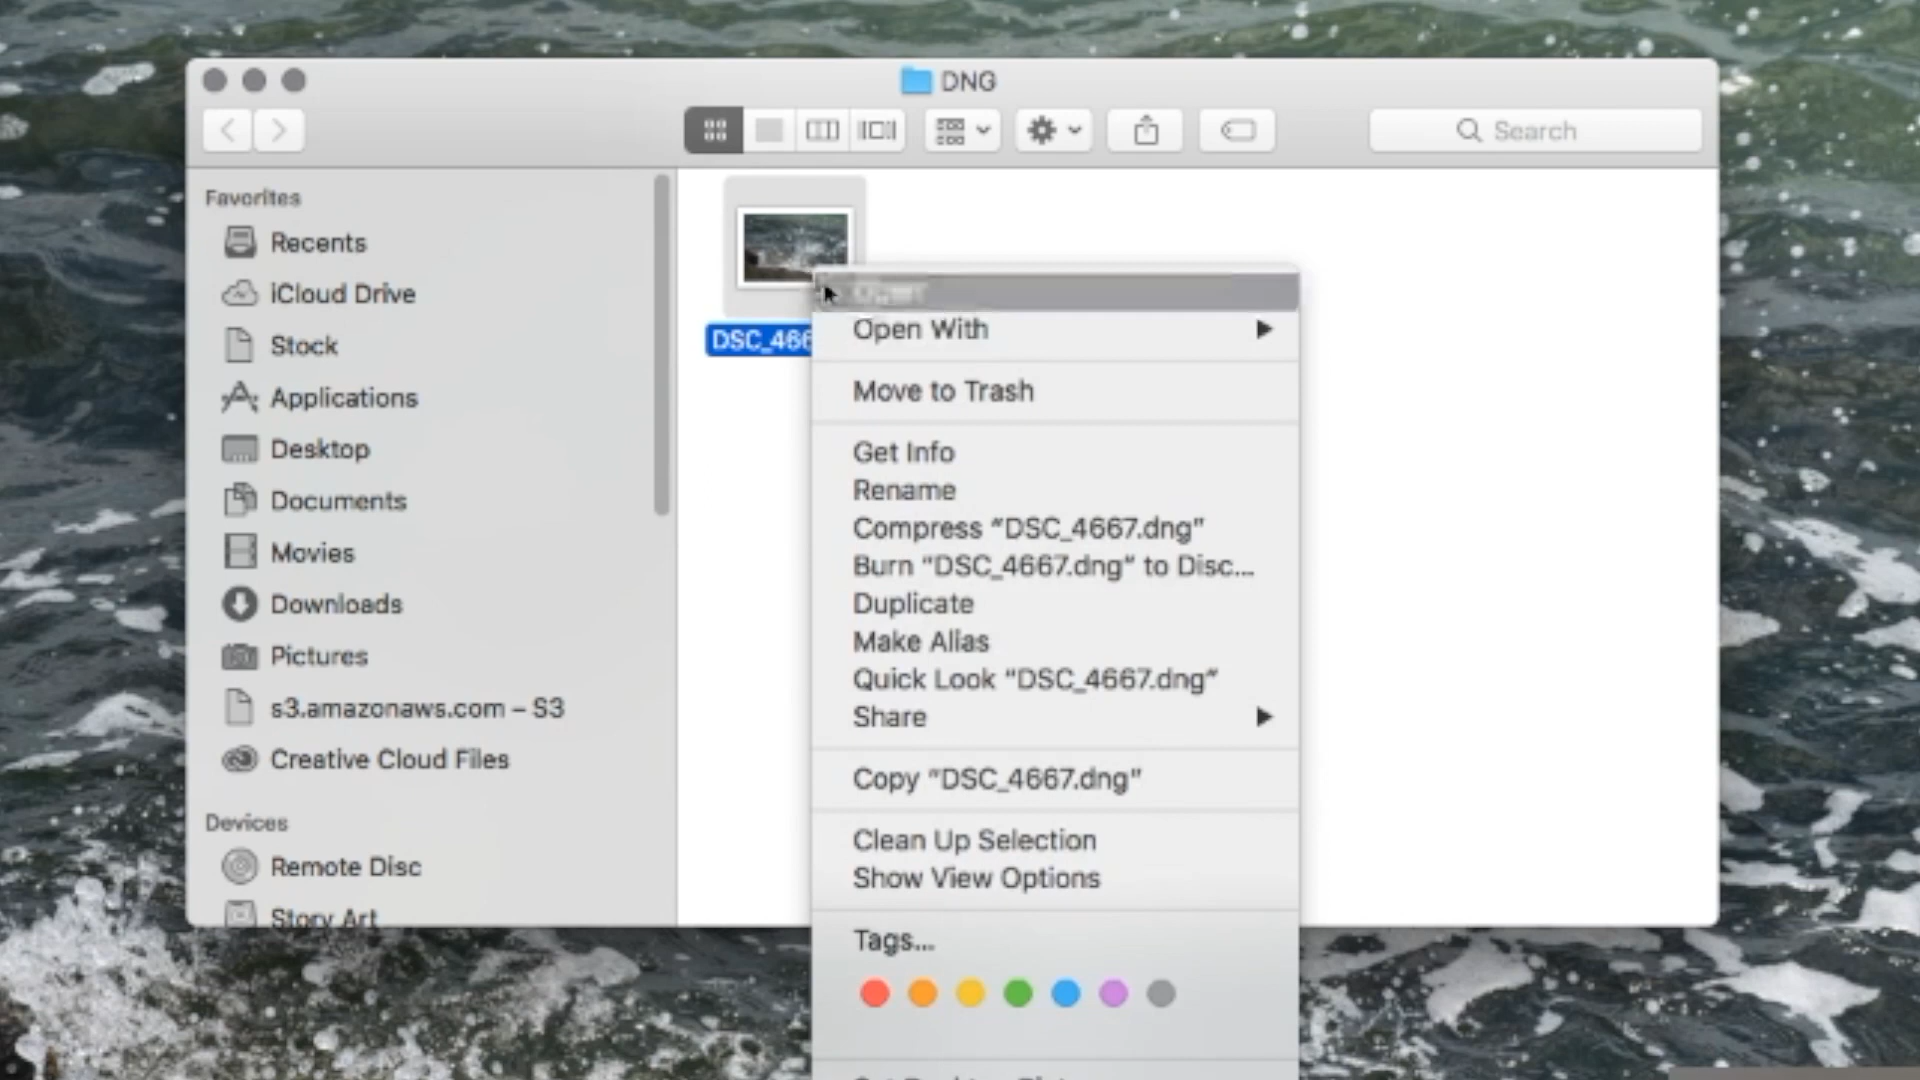 DNG
Search
Favorites
Recents
iCloud Drive
Stock
Applications
Desktop
Documents
Movies
Downloads
Pictures
s3.amazonaws.com – S3
Creative Cloud Files
Devices
Remote Disc
Story Art
DSC_466
Open With
Move to Trash
Get Info
Rename
Compress “DSC_4667.dng”
Burn “DSC_4667.dng” to Disc...
Duplicate
Make Alias
Quick Look “DSC_4667.dng”
Share
Copy “DSC_4667.dng”
Clean Up Selection
Show View Options
Tags...